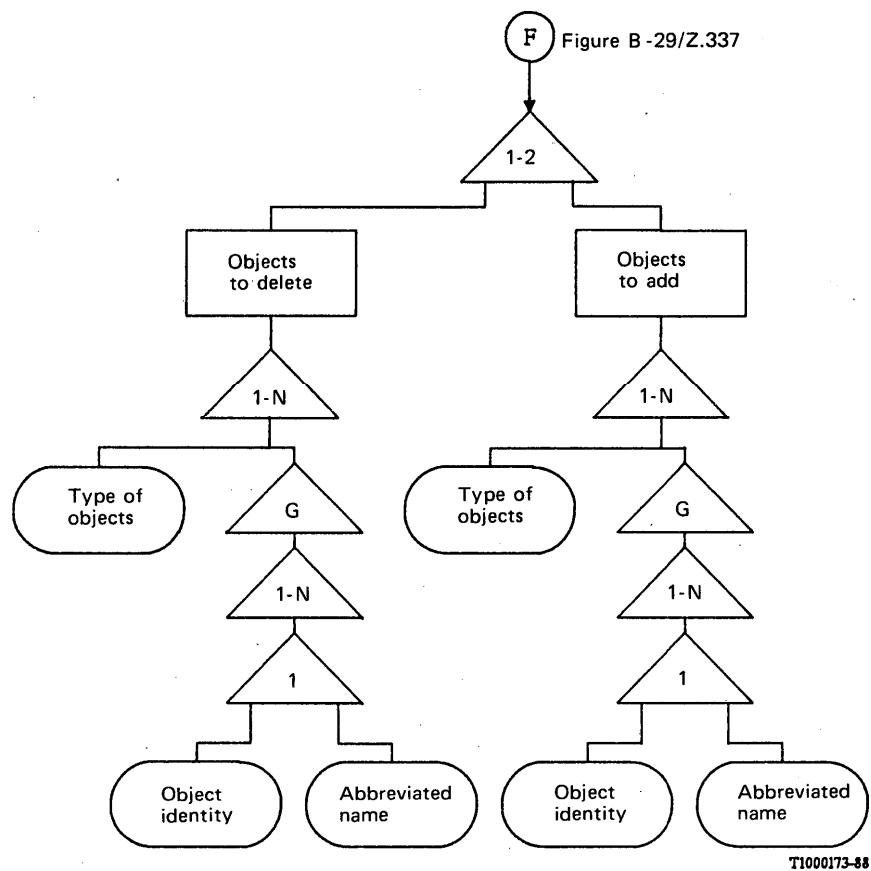 F Figure B-29/Z.337
1-2
Objects
to delete
Objects
to add
1-N
1-N
Type of
objects
G
Type of
objects
G
1-N
1-N
1
1
Object
identity
Abbreviated
name
Object
identity
Abbreviated
name
T1000173-88